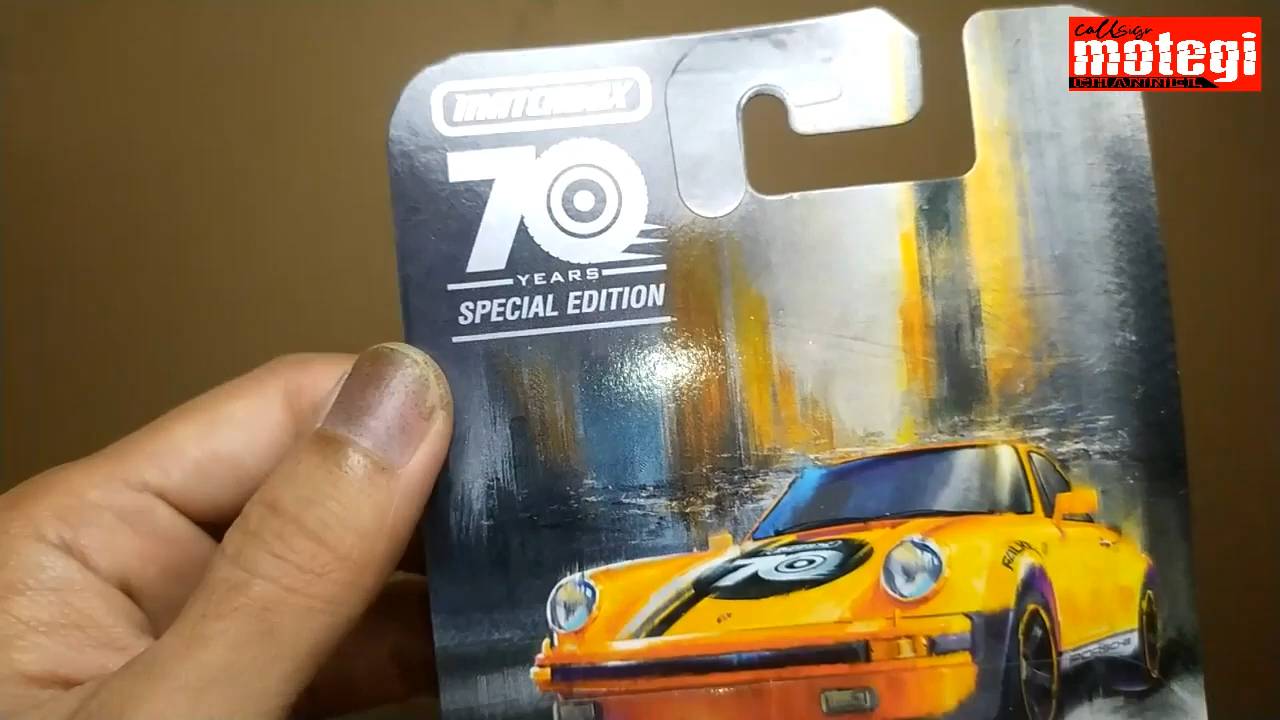 callsign
motegi
CHANNEL
MATCHBOX
70
YEARS
SPECIAL EDITION
70
PORSCHE